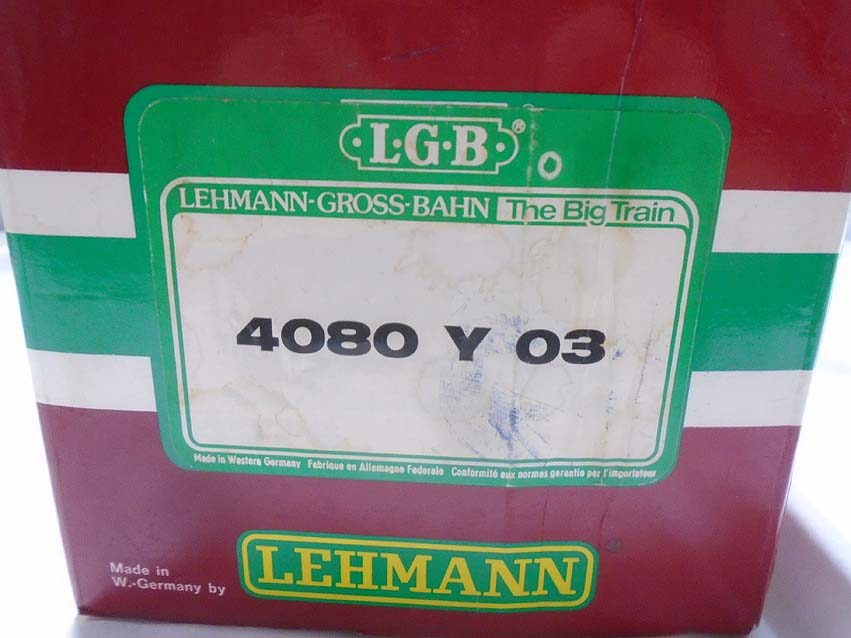 L·G·B®
LEHMANN-GROSS-BAHN The Big Train
4080 Y 03
Made in Western Germany Fabrique en Allemagne Federale Conformité aux normes garantie par l'importateur
Made in
W.-Germany by
LEHMANN